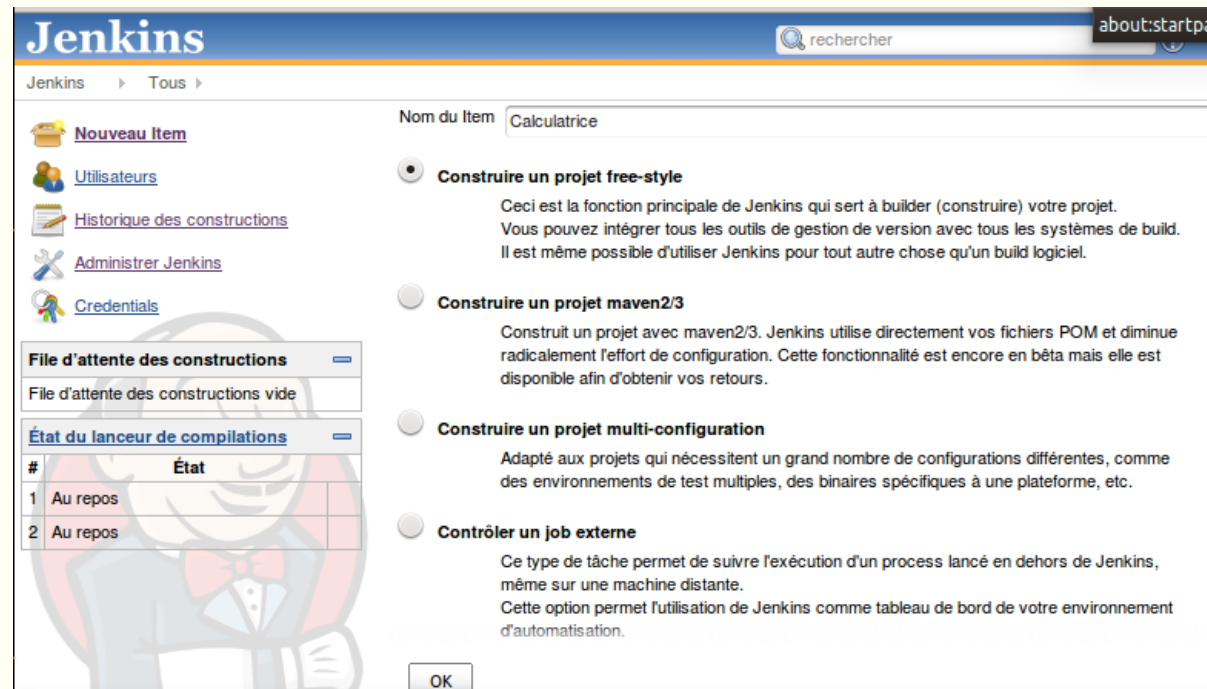 Jenkins
rechercher
about:startpa
Jenkins Tous
Nouveau Item
Utilisateurs
Historique des constructions
Administrer Jenkins
Credentials
File d'attente des constructions
File d'attente des constructions vide
État du lanceur de compilations
# État
1 Au repos
2 Au repos
Nom du Item Calculatrice
Construire un projet free-style
Ceci est la fonction principale de Jenkins qui sert à builder (construire) votre projet.
Vous pouvez intégrer tous les outils de gestion de version avec tous les systèmes de build.
Il est même possible d'utiliser Jenkins pour tout autre chose qu'un build logiciel.
Construire un projet maven2/3
Construit un projet avec maven2/3. Jenkins utilise directement vos fichiers POM et diminue
radicalement l'effort de configuration. Cette fonctionnalité est encore en bêta mais elle est
disponible afin d'obtenir vos retours.
Construire un projet multi-configuration
Adapté aux projets qui nécessitent un grand nombre de configurations différentes, comme
des environnements de test multiples, des binaires spécifiques à une plateforme, etc.
Contrôler un job externe
Ce type de tâche permet de suivre l'exécution d'un process lancé en dehors de Jenkins,
même sur une machine distante.
Cette option permet l'utilisation de Jenkins comme tableau de bord de votre environnement
d'automatisation.
OK